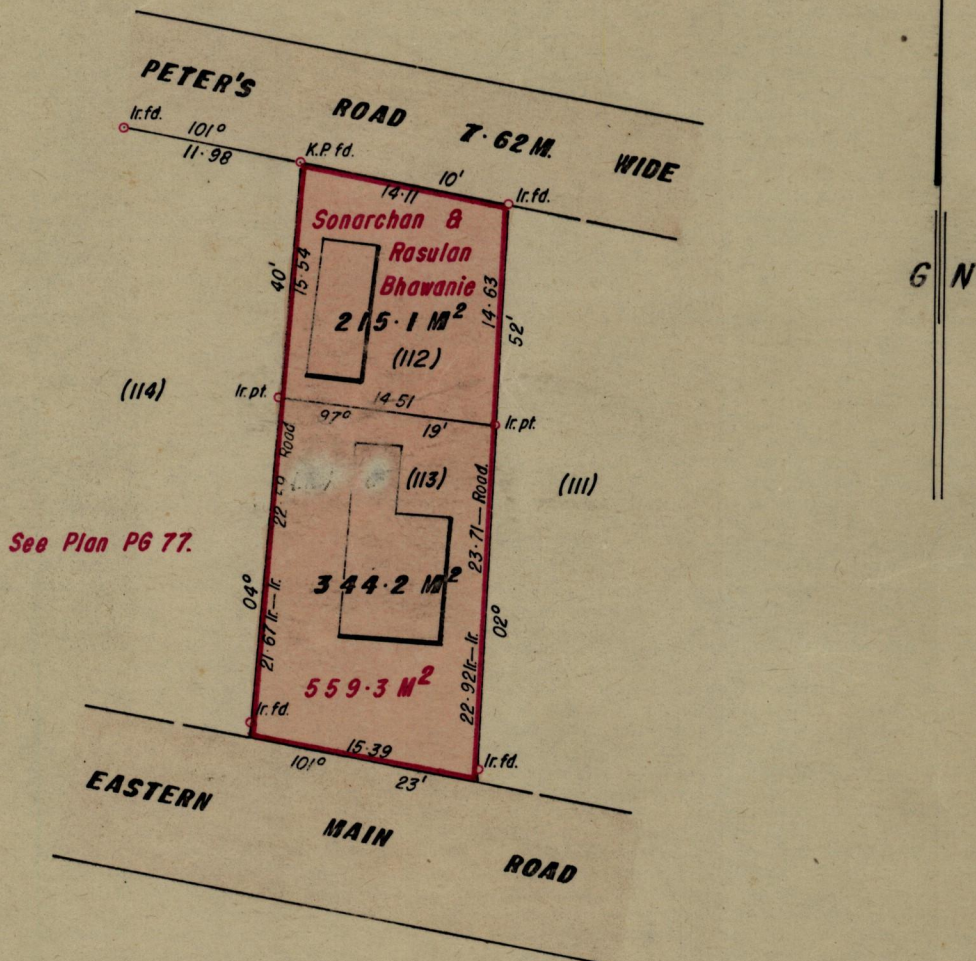 PETER'S ROAD 7·62 M. WIDE
Ir.fd.
101°
11·98
K.P. fd.
10'
14·11
Ir.fd.
Sonarchan &
Rasulan
Bhawanie
40'
15·54
14·63
52'
215·1 M²
(112)
G N
(114)
Ir.pt.
14·51
97°
19'
Ir.pt.
Road
(113)
(111)
23·71—Road.
See Plan PG 77.
344·2 M²
04°
21·67 Ir.—Ir.
02°
22·92 Ir.—Ir.
559·3 M²
Ir.fd.
15·39
101°
23'
Ir.fd.
EASTERN MAIN ROAD